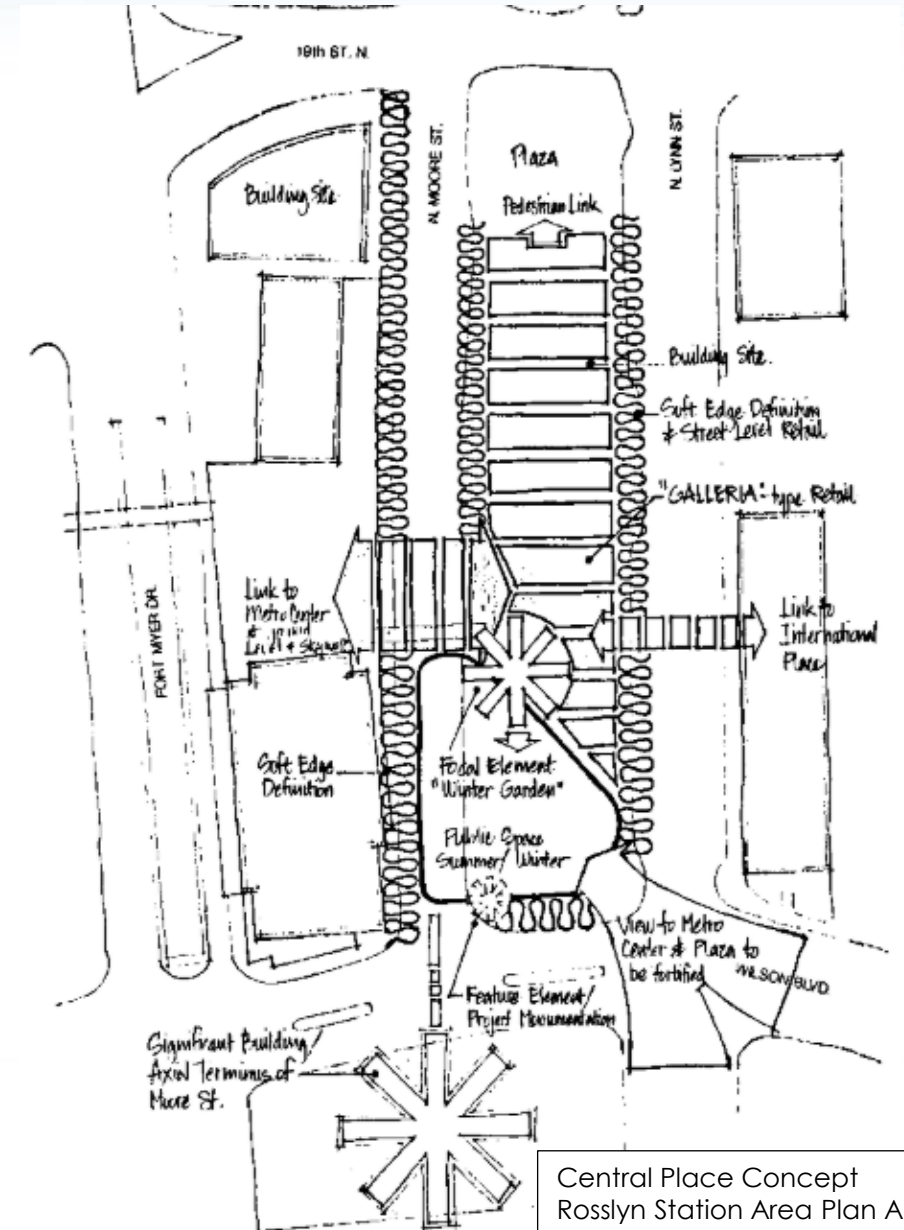 19th ST. N.
N. MOORE ST.
N. LYNN ST.
Plaza
Building Site
Pedestrian Link
Building Site.
Soft Edge Definition
& Street Level Retail
"GALLERIA" type Retail
Link to
Metro Center
&
Level & Skywalk
Link to
International
Place
FORT MYER DR.
Soft Edge
Definition
Focal Element
"Winter Garden"
Public Space
Summer/Winter
View to Metro
Center & Plaza to
be fortified
WILSON BLVD.
Feature Element/
Project Monumentation
Significant Building
Axial Terminus of
Moore St.
Central Place Concept
Rosslyn Station Area Plan A